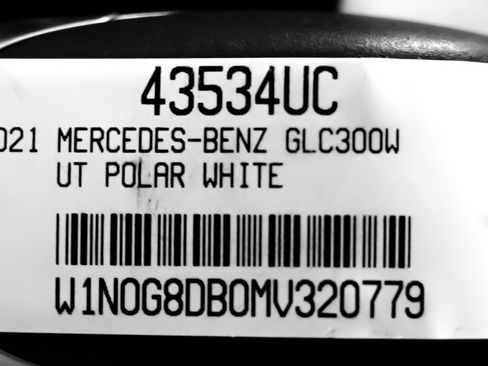 43534UC
021 MERCEDES-BENZ GLC300W
UT POLAR WHITE
W1N0G8DB0MV320779